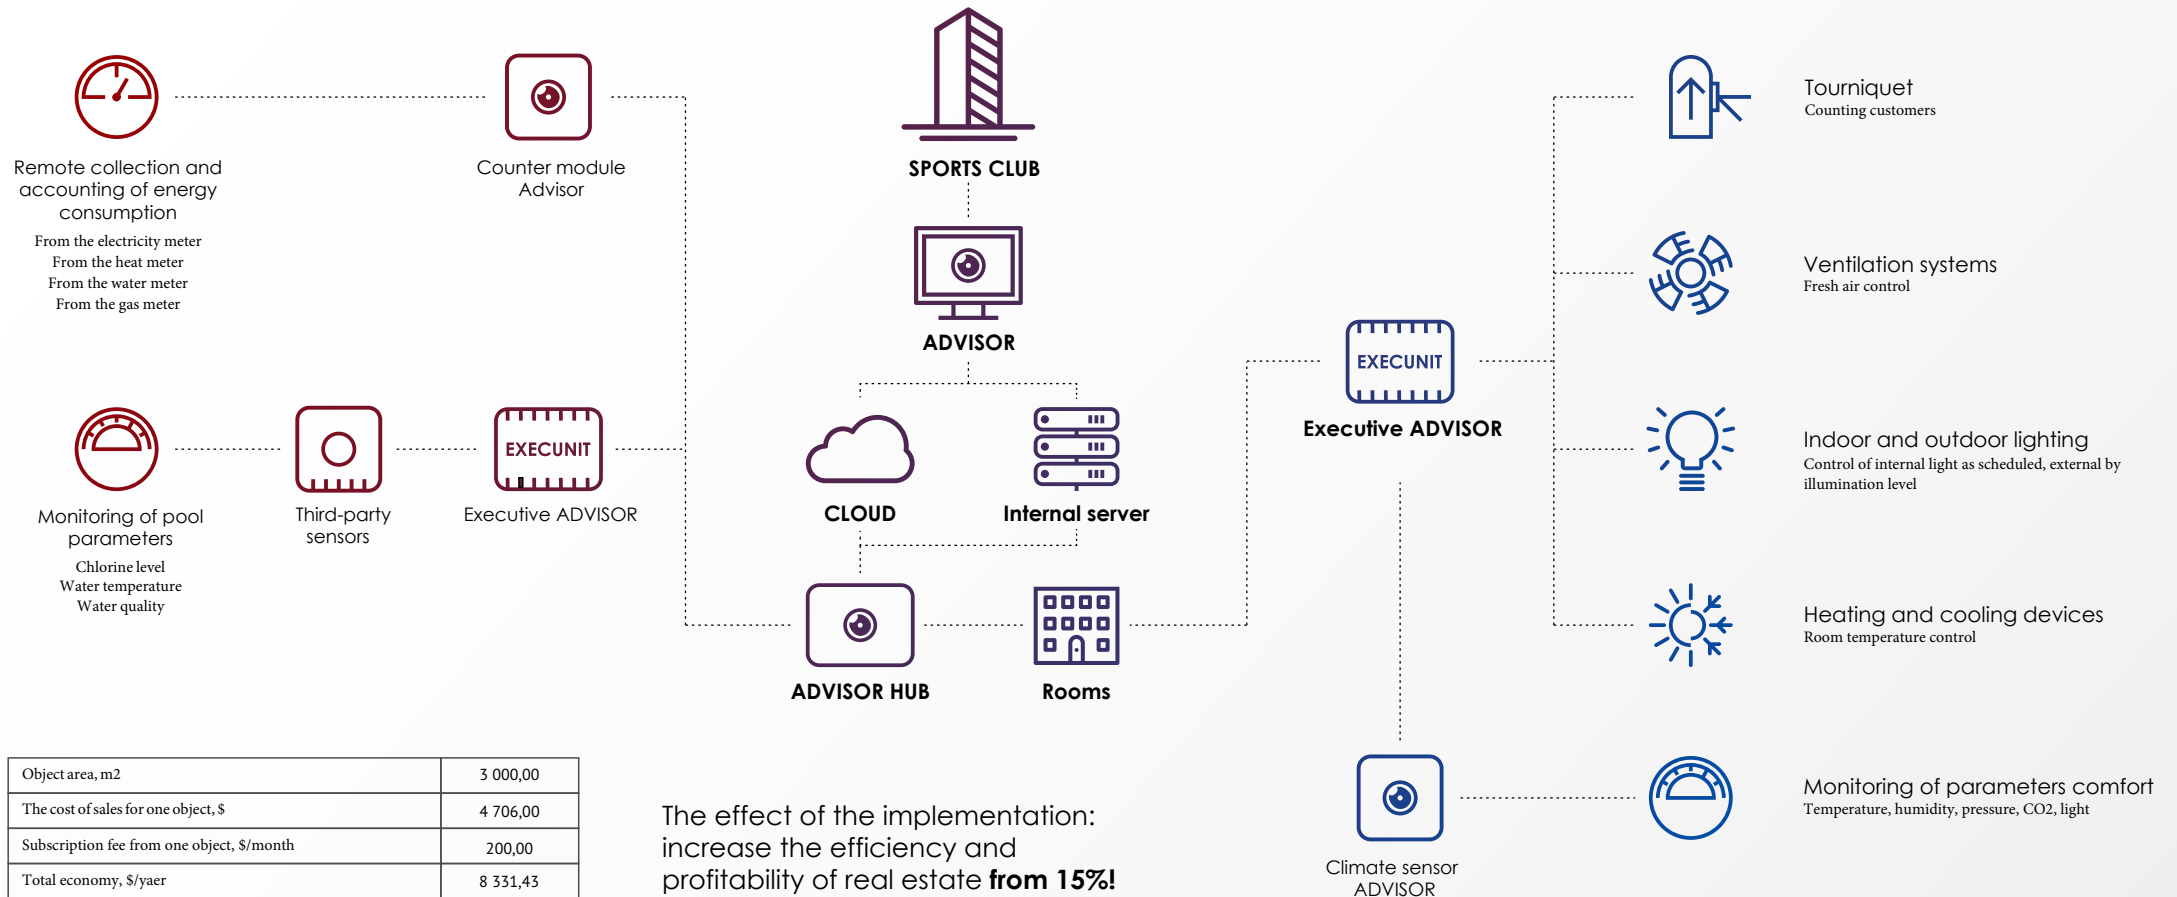 Remote collection and
accounting of energy
consumption
From the electricity meter
From the heat meter
From the water meter
From the gas meter
Counter module
Advisor
Monitoring of pool
parameters
Chlorine level
Water temperature
Water quality
Third-party
sensors
EXECUNIT
Executive ADVISOR
SPORTS CLUB
ADVISOR
CLOUD
Internal server
ADVISOR HUB
Rooms
EXECUNIT
Executive ADVISOR
Tourniquet
Counting customers
Ventilation systems
Fresh air control
Indoor and outdoor lighting
Control of internal light as scheduled, external by
illumination level
Heating and cooling devices
Room temperature control
Climate sensor
ADVISOR
Monitoring of parameters comfort
Temperature, humidity, pressure, CO2, light
Object area, m2 3 000,00
The cost of sales for one object, $ 4 706,00
Subscription fee from one object, $/month 200,00
Total economy, $/yaer 8 331,43
The effect of the implementation:
increase the efficiency and
profitability of real estate from 15%!